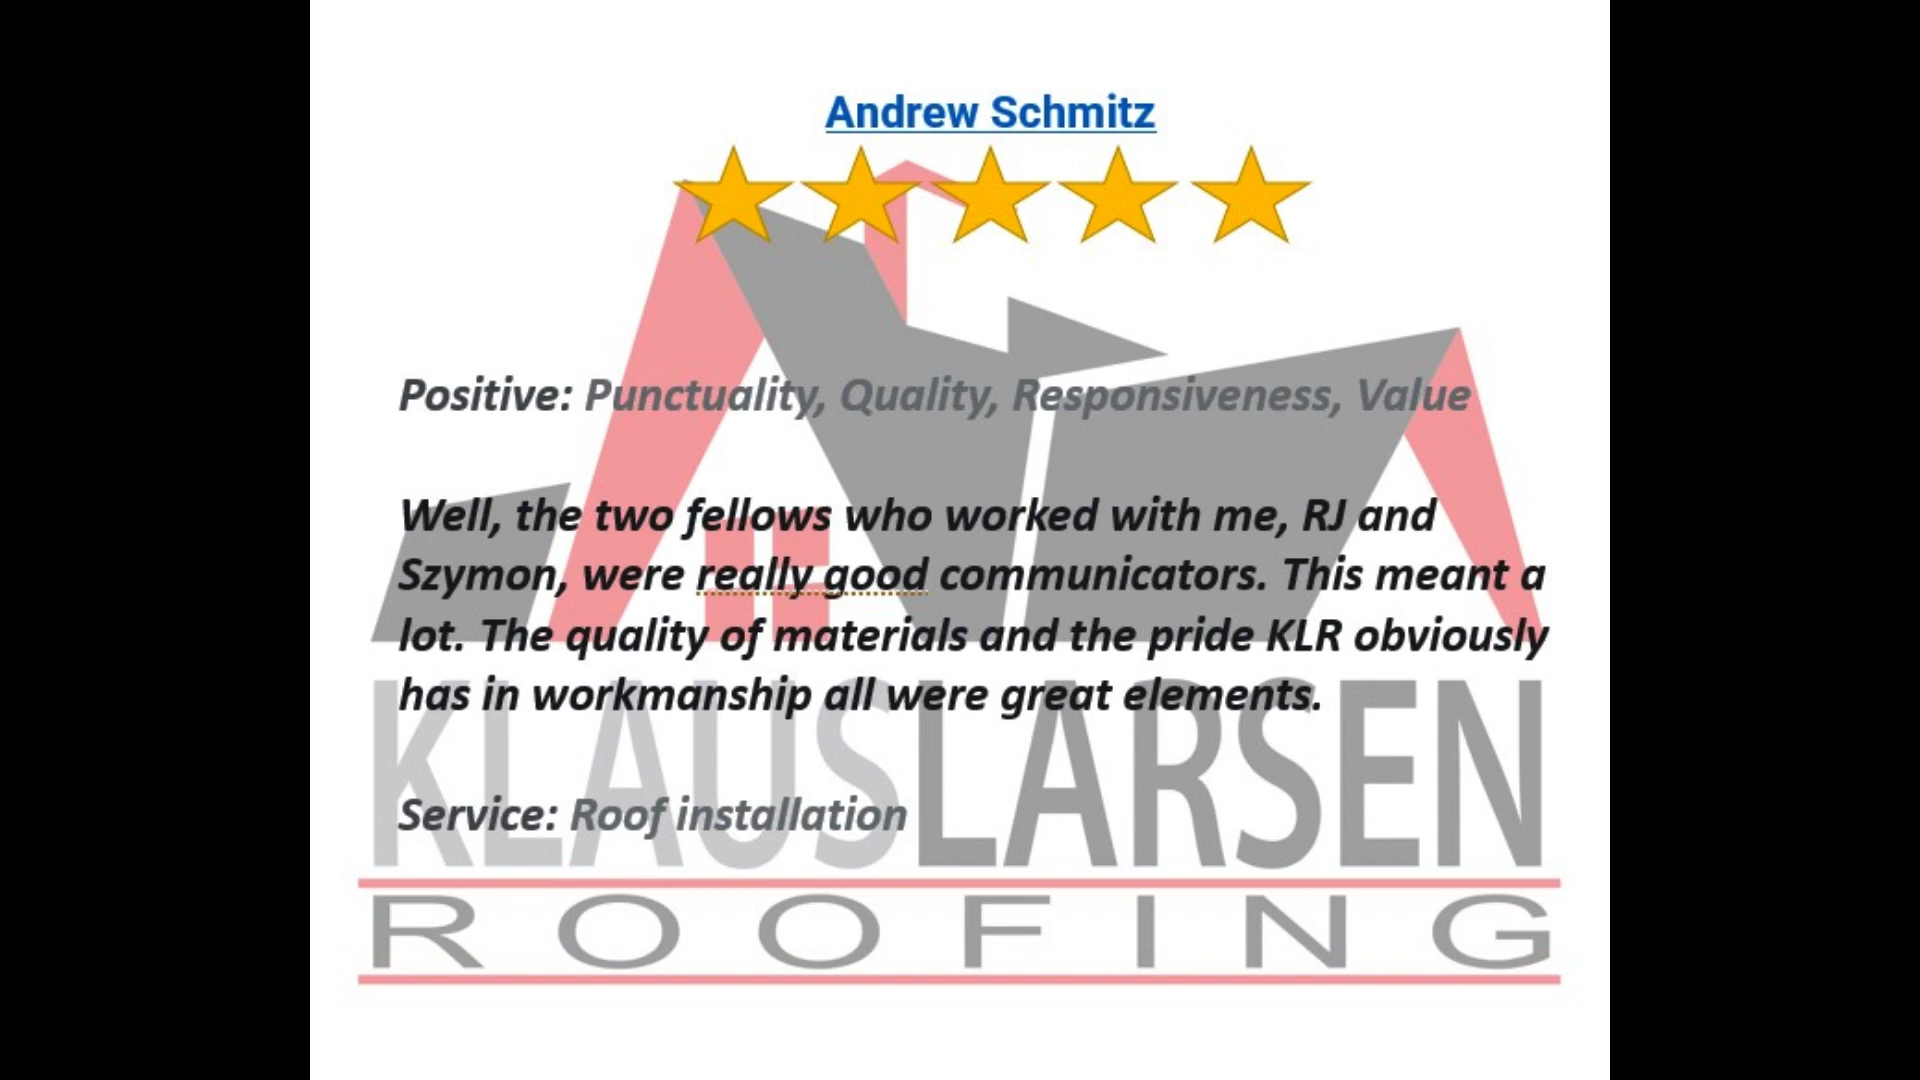 Andrew Schmitz
Positive: Punctuality, Quality, Responsiveness, Value
Well, the two fellows who worked with me, RJ and
Szymon, were really good communicators. This meant a
lot. The quality of materials and the pride KLR obviously
has in workmanship all were great elements.
Service: Roof installation
KLAUSLARSEN
ROOFING